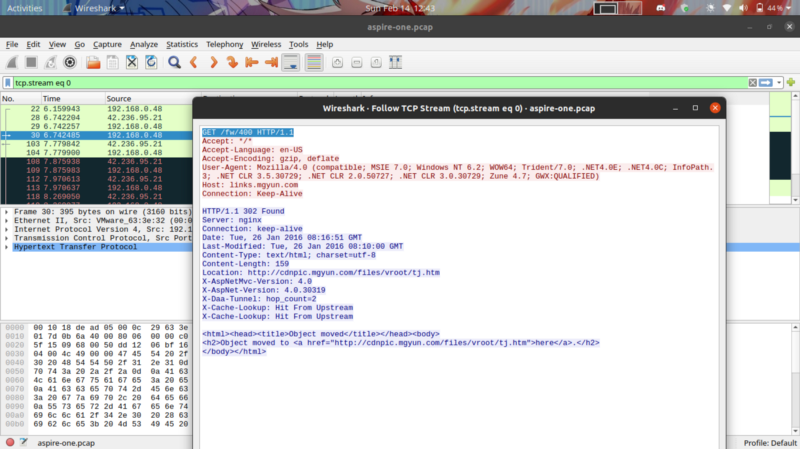 Activities
Wireshark
Sun Feb 14 12:43
44 %
aspire-one.pcap
File Edit View Go Capture Analyze Statistics Telephony Wireless Tools Help
tcp.stream eq 0
No. Time Source
22 6.159943 192.168.0.48
28 6.742204 42.236.95.21
29 6.742257 192.168.0.48
30 6.742485 192.168.0.48
103 7.779842 42.236.95.21
104 7.779900 192.168.0.48
108 7.875938 42.236.95.21
109 7.875983 192.168.0.48
112 7.970613 42.236.95.21
113 7.970637 192.168.0.48
118 8.269050 42.236.95.21
Frame 30: 395 bytes on wire (3160 bits)
Ethernet II, Src: VMware_63:3e:32 (00:0
Internet Protocol Version 4, Src: 192.1
Transmission Control Protocol, Src Port
Hypertext Transfer Protocol
0000 00 10 18 de ad 05 00 0c 29 63 3e
0010 01 7d 0b 6a 40 00 80 06 00 00 c0
0020 5f 15 09 68 00 50 dd 12 06 bf 16
0030 04 00 4c 49 00 00 47 45 54 20 2f
0040 30 20 48 54 54 50 2f 31 2e 31 0d
0050 70 74 3a 20 2a 2f 2a 0d 0a 41 63
0060 4c 61 6e 67 75 61 67 65 3a 20 65
0070 0a 41 63 63 65 70 74 2d 45 6e 63
0080 3a 20 67 7a 69 70 2c 20 64 65 66
0090 0a 55 73 65 72 2d 41 67 65 6e 74
00a0 69 6c 6c 61 2f 34 2e 30 20 28 63
00b0 69 62 6c 65 3b 20 4d 53 49 45 20
Wireshark · Follow TCP Stream (tcp.stream eq 0) · aspire-one.pcap
GET /fw/400 HTTP/1.1
Accept: "*/"
Accept-Language: en-US
Accept-Encoding: gzip, deflate
User-Agent: Mozilla/4.0 (compatible; MSIE 7.0; Windows NT 6.2; WOW64; Trident/7.0; .NET4.0E; .NET4.0C; InfoPath.
3; .NET CLR 3.5.30729; .NET CLR 2.0.50727; .NET CLR 3.0.30729; Zune 4.7; GWX:QUALIFIED)
Host: links.mgyun.com
Connection: Keep-Alive
HTTP/1.1 302 Found
Server: nginx
Connection: keep-alive
Date: Tue, 26 Jan 2016 08:16:51 GMT
Last-Modified: Tue, 26 Jan 2016 08:10:00 GMT
Content-Type: text/html; charset=utf-8
Content-Length: 159
Location: http://cdnpic.mgyun.com/files/vroot/tj.htm
X-AspNetMvc-Version: 4.0
X-AspNet-Version: 4.0.30319
X-Daa-Tunnel: hop_count=2
X-Cache-Lookup: Hit From Upstream
X-Cache-Lookup: Hit From Upstream
<html><head><title>Object moved</title></head><body>
<h2>Object moved to <a href="http://cdnpic.mgyun.com/files/vroot/tj.htm">here</a>.</h2>
</body></html>
aspire-one.pcap
Profile: Default